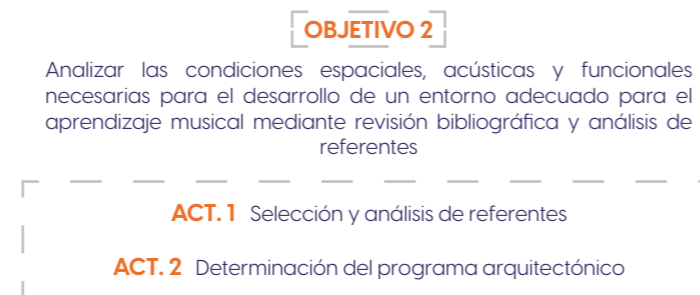 OBJETIVO 2
Analizar las condiciones espaciales, acústicas y funcionales
necesarias para el desarrollo de un entorno adecuado para el
aprendizaje musical mediante revisión bibliográfica y análisis de
referentes
ACT. 1 Selección y análisis de referentes
ACT. 2 Determinación del programa arquitectónico